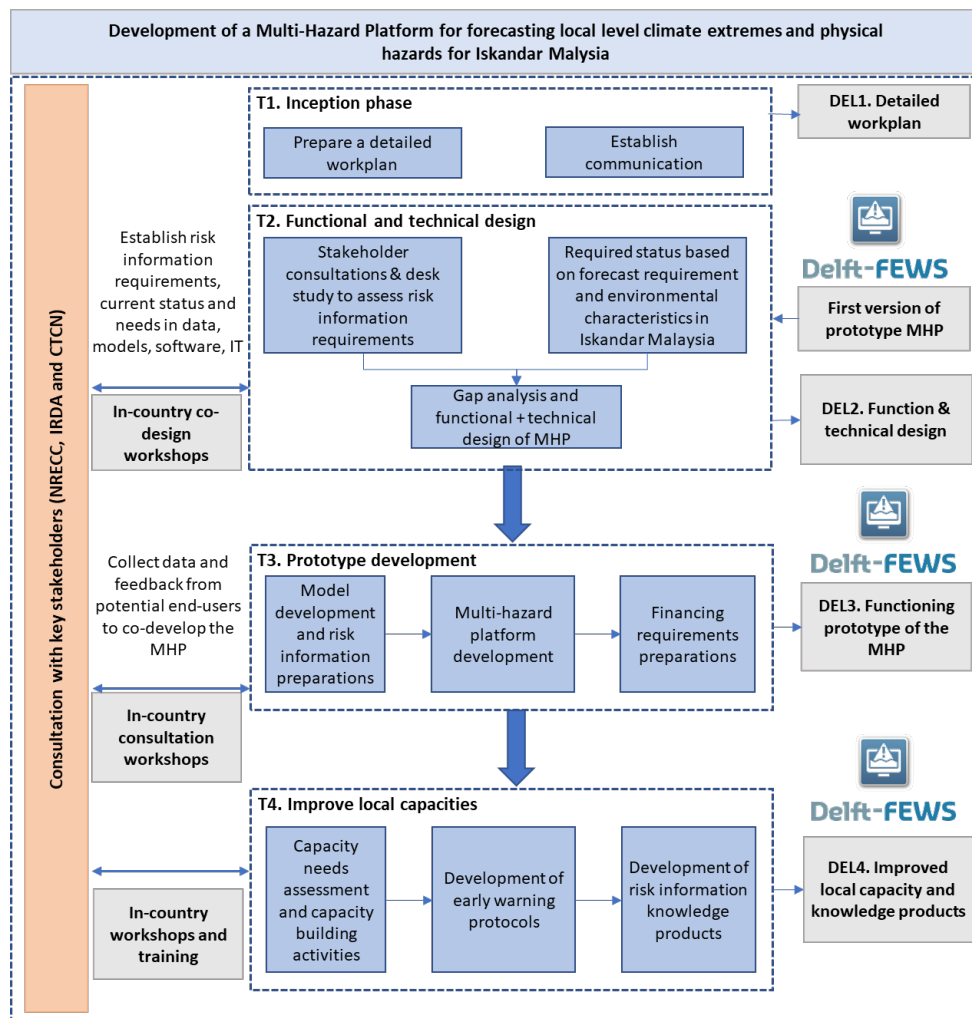 Development of a Multi-Hazard Platform for forecasting local level climate extremes and physical
hazards for Iskandar Malysia
Consultation with key stakeholders (NRECC, IRDA and CTCN)
T1. Inception phase
Prepare a detailed
workplan
Establish
communication
DEL1. Detailed
workplan
Establish risk
information
requirements,
current status and
needs in data,
models, software, IT
In-country co-
design
workshops
T2. Functional and technical design
Stakeholder
consultations & desk
study to assess risk
information
requirements
Required status based
on forecast requirement
and environmental
characteristics in
Iskandar Malaysia
Gap analysis and
functional + technical
design of MHP
Delft-FEWS
First version of
prototype MHP
DEL2. Function &
technical design
Collect data and
feedback from
potential end-users
to co-develop the
MHP
In-country
consultation
workshops
T3. Prototype development
Model
development
and risk
information
preparations
Multi-hazard
platform
development
Financing
requirements
preparations
Delft-FEWS
DEL3. Functioning
prototype of the
MHP
In-country
workshops and
training
T4. Improve local capacities
Capacity
needs
assessment
and capacity
building
activities
Development of
early warning
protocols
Development of
risk information
knowledge
products
Delft-FEWS
DEL4. Improved
local capacity and
knowledge products